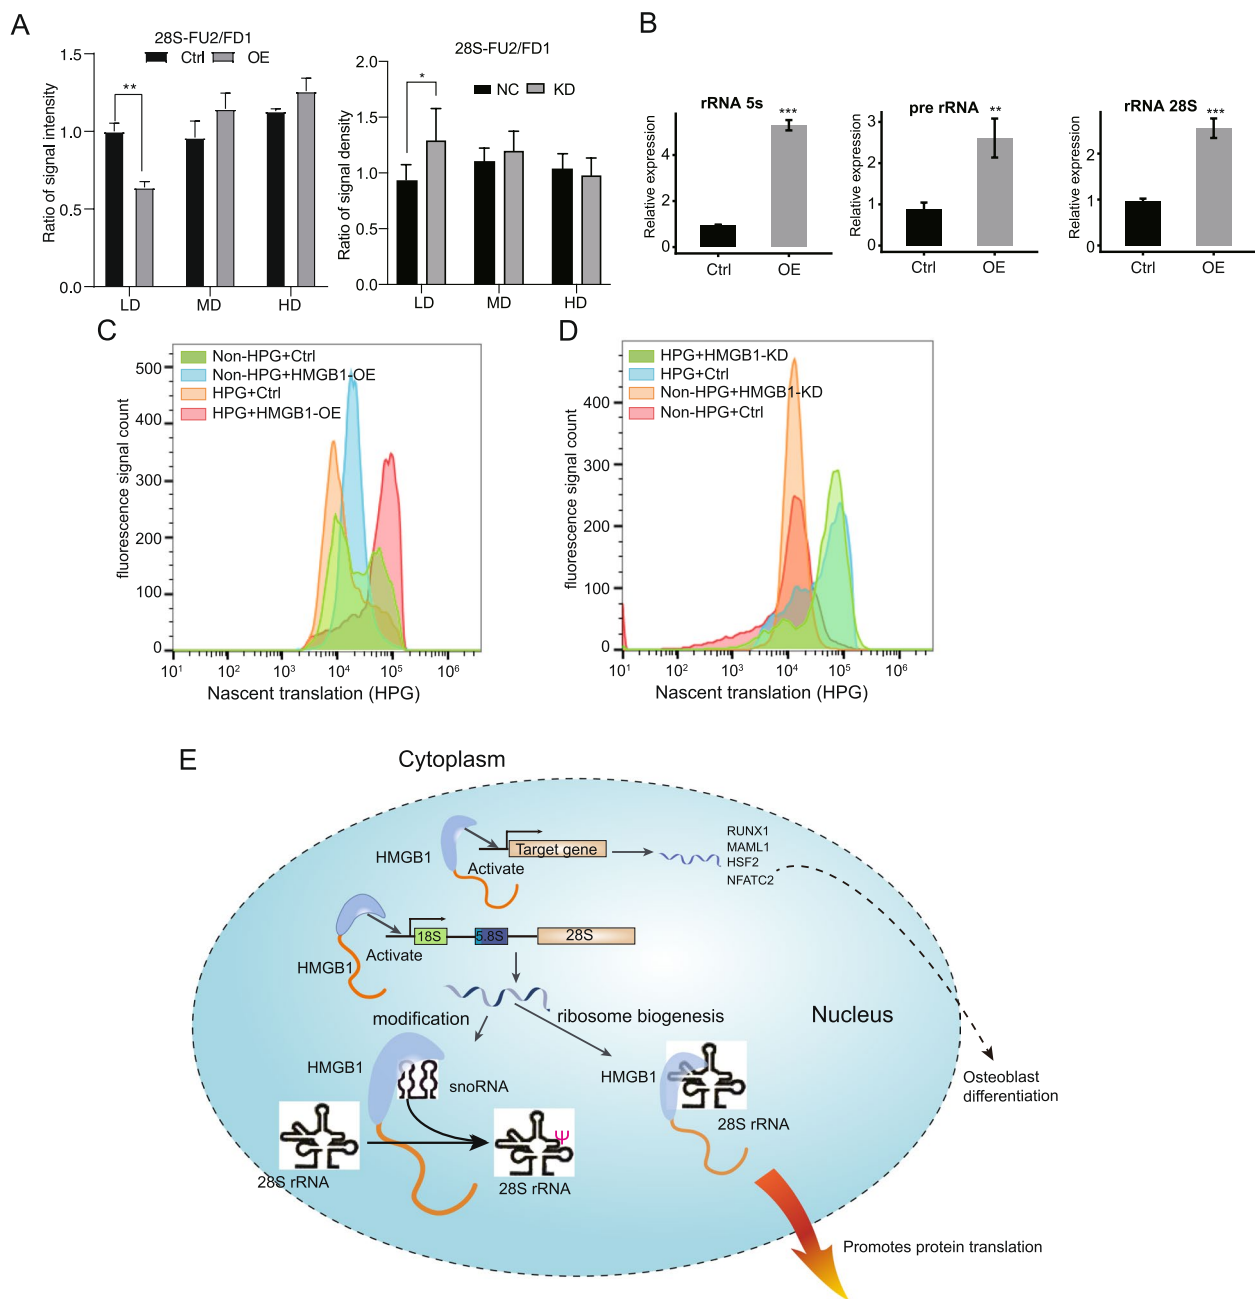 A
28S-FU2/FD1
Ctrl OE
Ratio of signal intensity
1.5
1.0
0.5
0.0
**
LD MD HD
28S-FU2/FD1
NC KD
Ratio of signal density
2.0
1.5
1.0
0.5
0.0
*
LD MD HD
B
rRNA 5s
***
Relative expression
4
2
0
Ctrl OE
pre rRNA
**
Relative expression
3
2
1
0
Ctrl OE
rRNA 28S
***
Relative expression
2
1
0
Ctrl OE
C
Non-HPG+Ctrl
Non-HPG+HMGB1-OE
HPG+Ctrl
HPG+HMGB1-OE
fluorescence signal count
500
400
300
200
100
0
10¹ 10² 10³ 10⁴ 10⁵ 10⁶
Nascent translation (HPG)
D
HPG+HMGB1-KD
HPG+Ctrl
Non-HPG+HMGB1-KD
Non-HPG+Ctrl
fluorescence signal count
400
300
200
100
0
10¹ 10² 10³ 10⁴ 10⁵ 10⁶
Nascent translation (HPG)
E
Cytoplasm
HMGB1
Activate
Target gene
RUNX1
MAML1
HSF2
NFATC2
HMGB1
Activate
18S
5.8S
28S
modification
ribosome biogenesis
Nucleus
HMGB1
snoRNA
28S rRNA
Ψ
28S rRNA
HMGB1
28S rRNA
Osteoblast
differentiation
Promotes protein translation